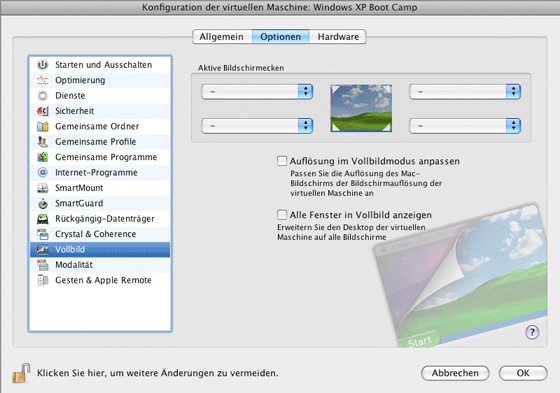 Konfiguration der virtuellen Maschine: Windows XP Boot Camp
Allgemein Optionen Hardware
Starten und Ausschalten
Optimierung
Dienste
Sicherheit
Gemeinsame Ordner
Gemeinsame Profile
Gemeinsame Programme
Internet-Programme
SmartMount
SmartGuard
Rückgängig-Datenträger
Crystal & Coherence
Vollbild
Modalität
Gesten & Apple Remote
Aktive Bildschirmecken
– –
– –
Auflösung im Vollbildmodus anpassen
Passen Sie die Auflösung des Mac-
Bildschirms der Bildschirmauflösung der
virtuellen Maschine an
Alle Fenster in Vollbild anzeigen
Erweitern Sie den Desktop der virtuellen
Maschine auf alle Bildschirme
Start
?
Klicken Sie hier, um weitere Änderungen zu vermeiden.
Abbrechen OK